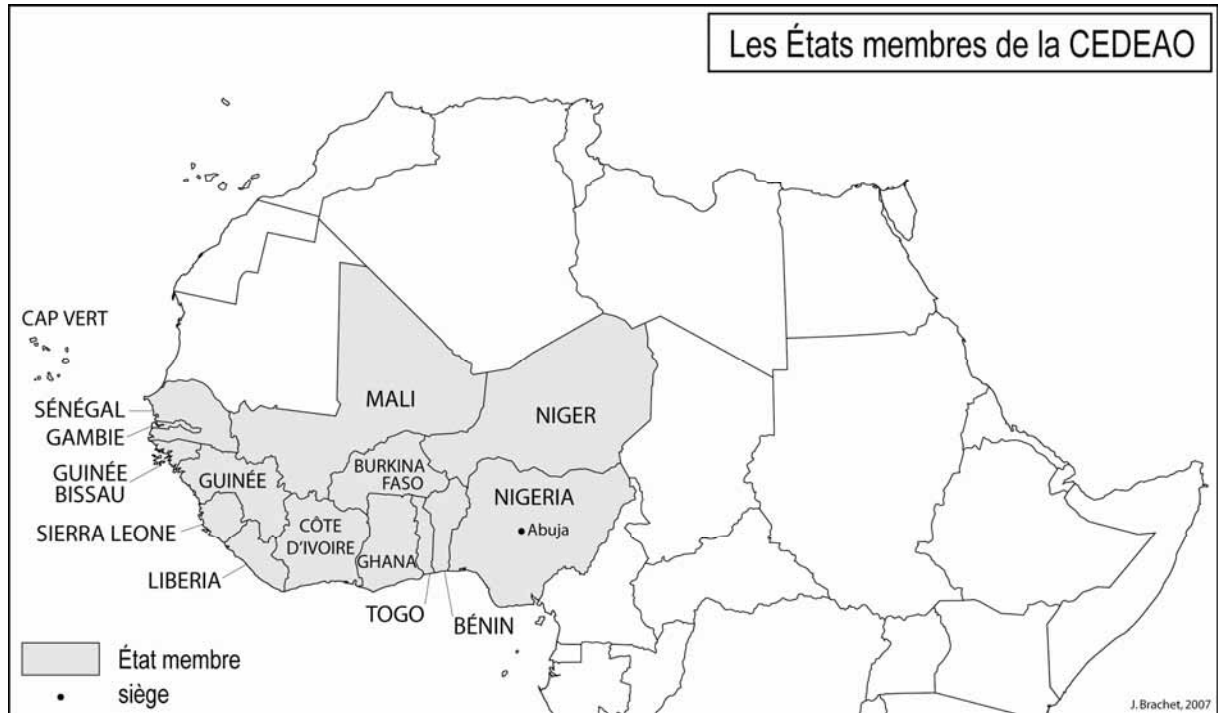 Les États membres de la CEDEAO
CAP VERT
SÉNÉGAL
GAMBIE
GUINÉE
BISSAU
SIERRA LEONE
LIBERIA
GUINÉE
CÔTE
D'IVOIRE
MALI
BURKINA
FASO
GHANA
TOGO
BÉNIN
NIGER
NIGERIA
Abuja
État membre
siège
J. Brachet, 2007